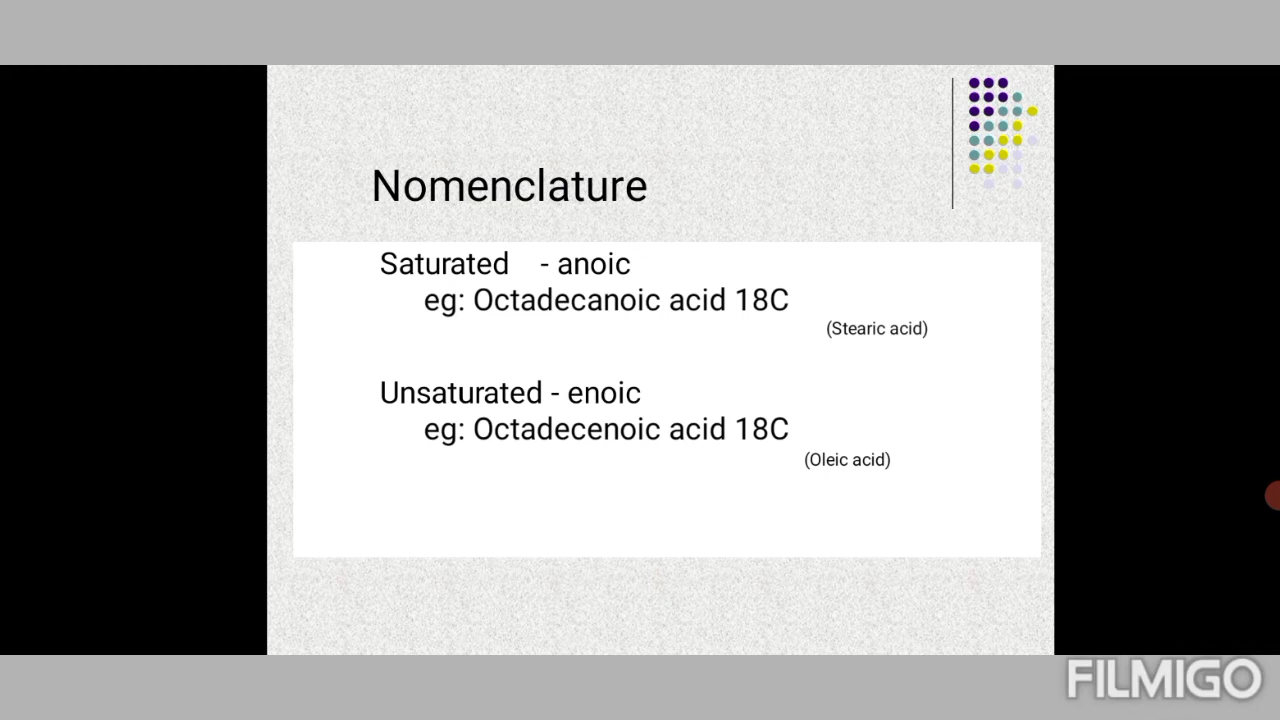 Nomenclature
Saturated - anoic
eg: Octadecanoic acid 18C
(Stearic acid)
Unsaturated - enoic
eg: Octadecenoic acid 18C
(Oleic acid)
FILMIGO